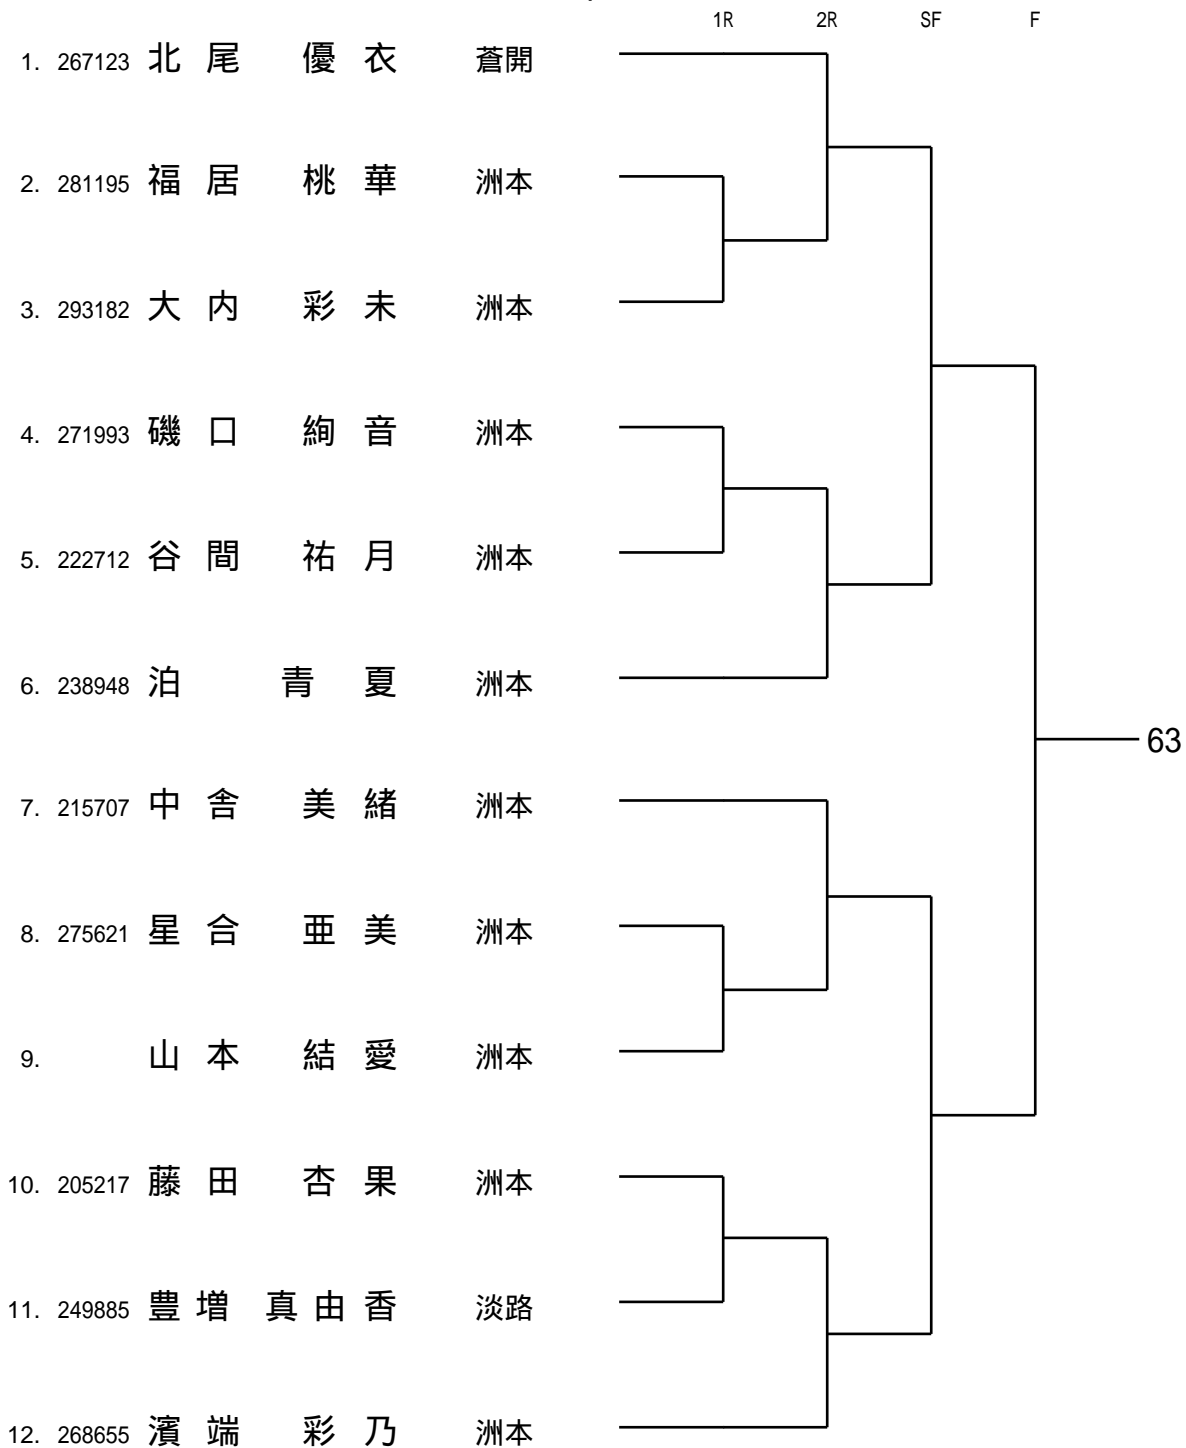 1R 2R SF F
1. 267123 北尾 優衣 蒼開
2. 281195 福居 桃華 洲本
3. 293182 大内 彩未 洲本
4. 271993 磯口 絢音 洲本
5. 222712 谷間 祐月 洲本
6. 238948 泊 青夏 洲本
63
7. 215707 中舎 美緒 洲本
8. 275621 星合 亜美 洲本
9. 山本 結愛 洲本
10. 205217 藤田 杏果 洲本
11. 249885 豊増 真由香 淡路
12. 268655 濱端 彩乃 洲本